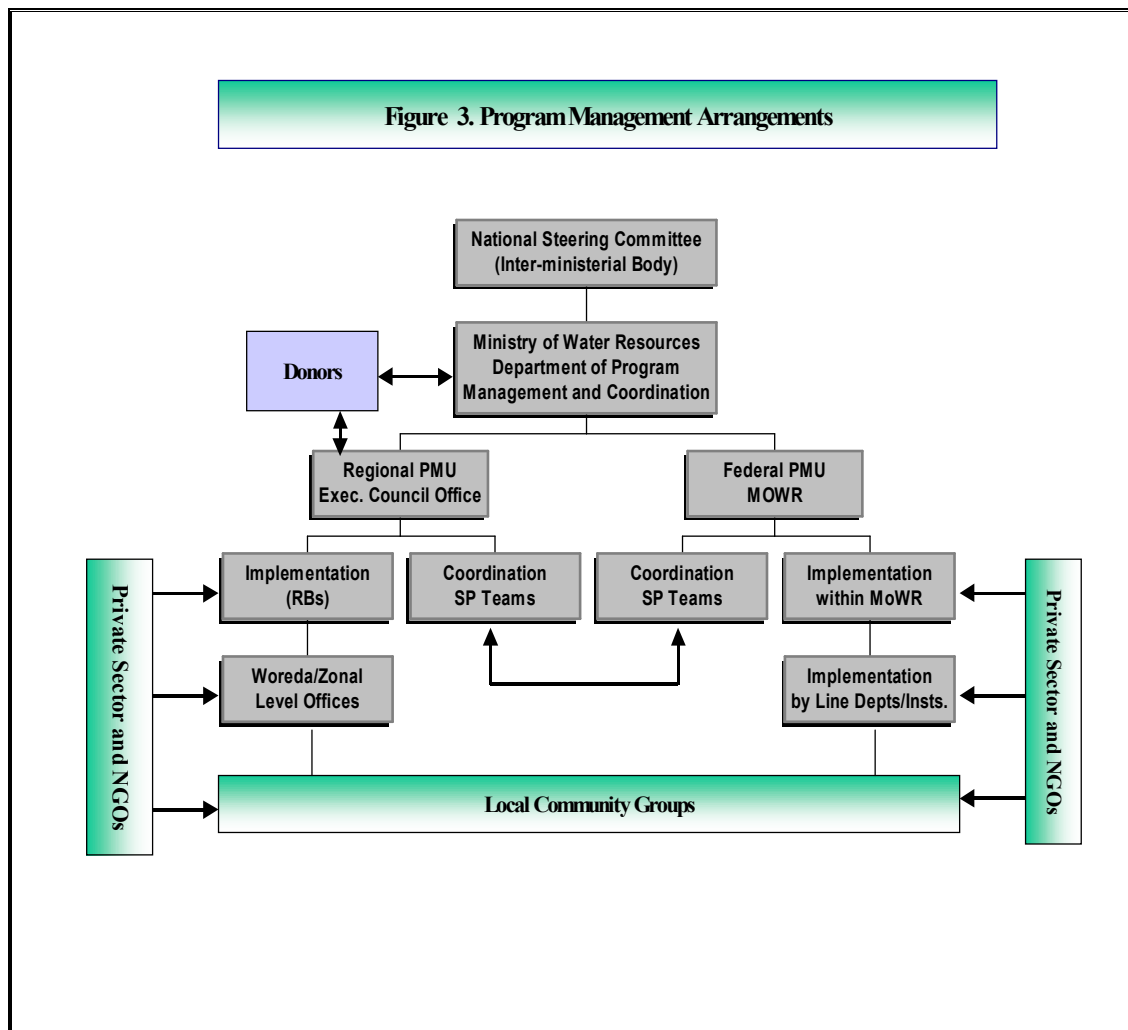 Figure 3. Program Management Arrangements
National Steering Committee
(Inter-ministerial Body)
Ministry of Water Resources
Department of Program
Management and Coordination
Donors
Regional PMU
Exec. Council Office
Federal PMU
MOWR
Implementation
(RBs)
Coordination
SP Teams
Coordination
SP Teams
Implementation
within MoWR
Woreda/Zonal
Level Offices
Implementation
by Line Depts/Insts.
Private Sector and NGOs
Private Sector and NGOs
Local Community Groups